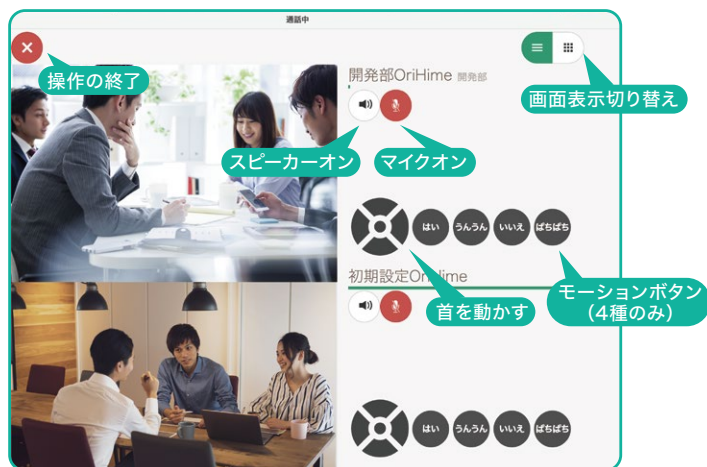 通話中
操作の終了
画面表示切り替え
開発部OriHime 開発部
スピーカーオン
マイクオン
はい
うんうん
いいえ
ぱちぱち
首を動かす
モーションボタン
(4種のみ)
初期設定OriHime
はい
うんうん
いいえ
ぱちぱち